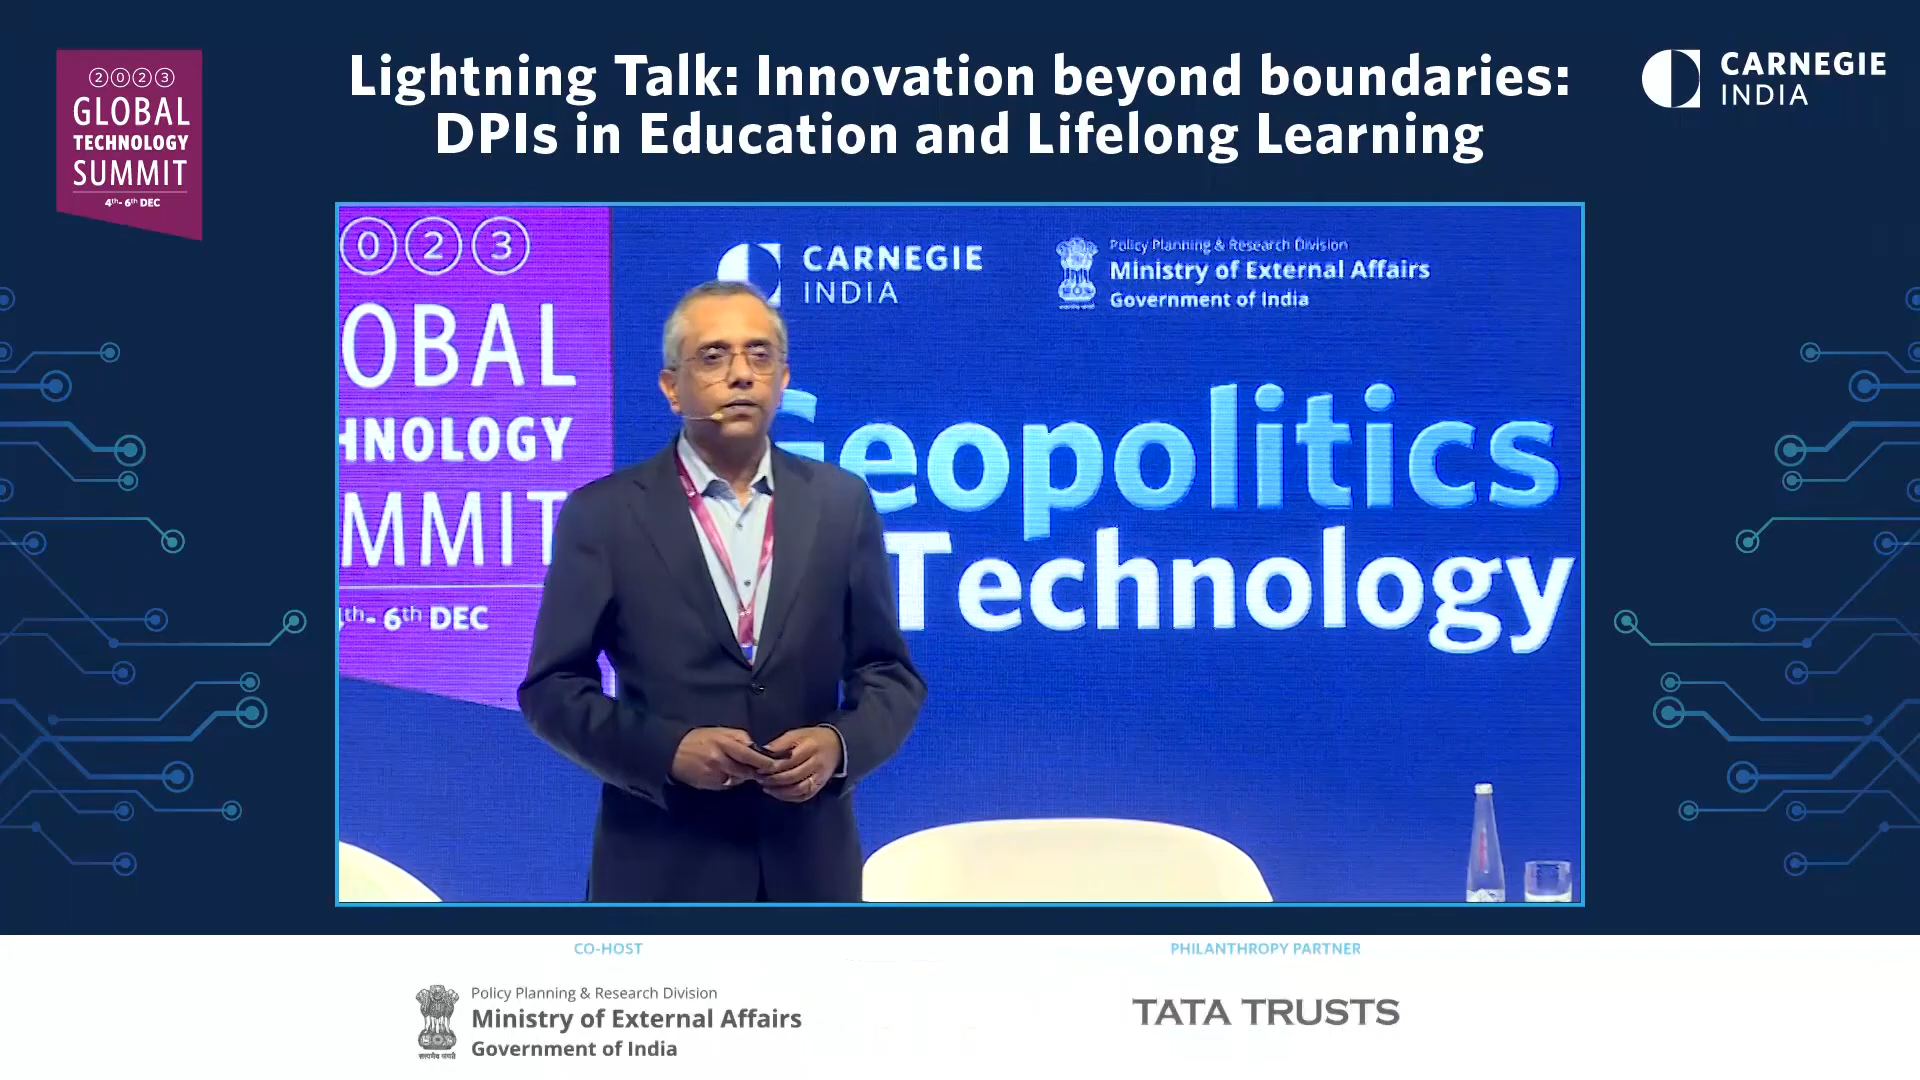 2023
GLOBAL
TECHNOLOGY
SUMMIT
4th- 6th DEC
Lightning Talk: Innovation beyond boundaries:
DPIs in Education and Lifelong Learning
CARNEGIE
INDIA
023
OBAL
HNOLOGY
MMIT
th- 6th DEC
CARNEGIE
INDIA
Policy Planning & Research Division
Ministry of External Affairs
Government of India
Geopolitics
Technology
CO-HOST
Policy Planning & Research Division
Ministry of External Affairs
Government of India
सत्यमेव जयते
PHILANTHROPY PARTNER
TATA TRUSTS